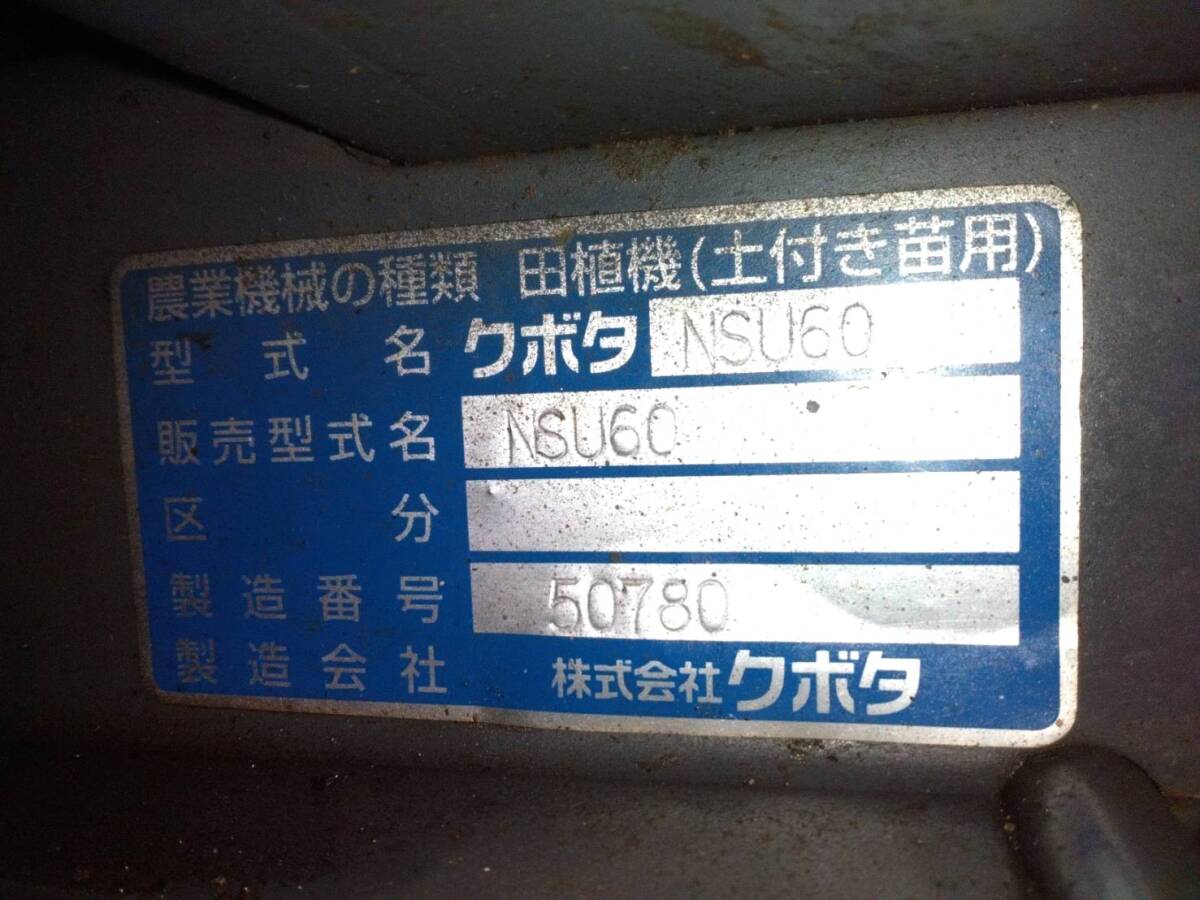 農業機械の種類 田植機(土付き苗用)
型式名 クボタ NSU60
販売型式名 NSU60
区分
製造番号 50780
製造会社 株式会社クボタ